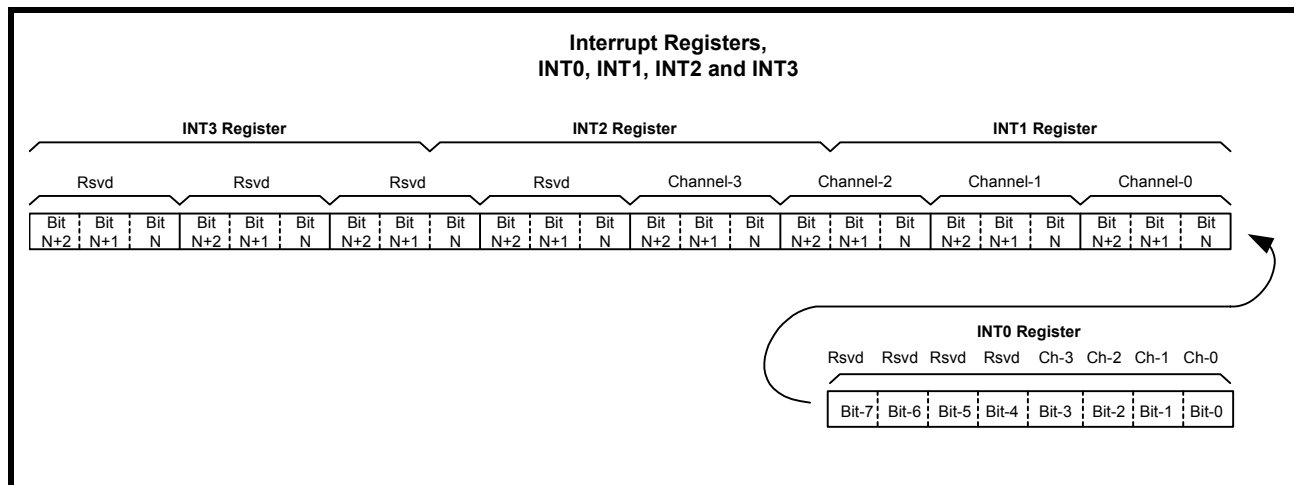 Interrupt Registers,
INT0, INT1, INT2 and INT3
INT3 Register INT2 Register INT1 Register
Rsvd Rsvd Rsvd Rsvd Channel-3 Channel-2 Channel-1 Channel-0
Bit Bit Bit Bit Bit Bit Bit Bit Bit Bit Bit Bit Bit Bit Bit Bit Bit Bit Bit Bit Bit Bit Bit Bit
N+2 N+1 N N+2 N+1 N N+2 N+1 N N+2 N+1 N N+2 N+1 N N+2 N+1 N N+2 N+1 N N+2 N+1 N
INT0 Register
Rsvd Rsvd Rsvd Rsvd Ch-3 Ch-2 Ch-1 Ch-0
Bit-7 Bit-6 Bit-5 Bit-4 Bit-3 Bit-2 Bit-1 Bit-0